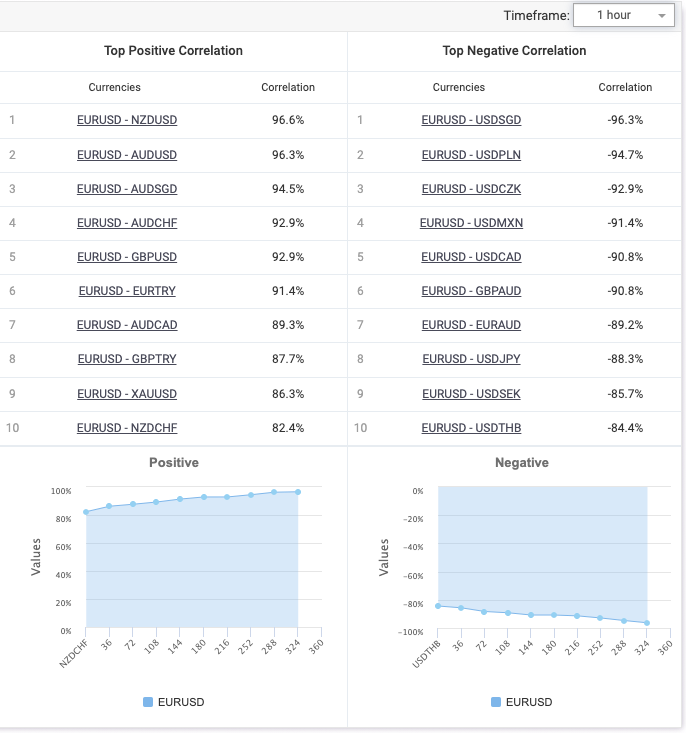 Timeframe: 1 hour
Top Positive Correlation
Top Negative Correlation
Currencies Correlation
Currencies Correlation
1 EURUSD - NZDUSD 96.6%
1 EURUSD - USDSGD -96.3%
2 EURUSD - AUDUSD 96.3%
2 EURUSD - USDPLN -94.7%
3 EURUSD - AUDSGD 94.5%
3 EURUSD - USDCZK -92.9%
4 EURUSD - AUDCHF 92.9%
4 EURUSD - USDMXN -91.4%
5 EURUSD - GBPUSD 92.9%
5 EURUSD - USDCAD -90.8%
6 EURUSD - EURTRY 91.4%
6 EURUSD - GBPAUD -90.8%
7 EURUSD - AUDCAD 89.3%
7 EURUSD - EURAUD -89.2%
8 EURUSD - GBPTRY 87.7%
8 EURUSD - USDJPY -88.3%
9 EURUSD - XAUUSD 86.3%
9 EURUSD - USDSEK -85.7%
10 EURUSD - NZDCHF 82.4%
10 EURUSD - USDTHB -84.4%
Positive
100%
80%
60%
40%
20%
0%
Values
NZDCHF 36 72 108 144 180 216 252 288 324 360
EURUSD
Negative
0%
-20%
-40%
-60%
-80%
-100%
Values
USDTHB 36 72 108 144 180 216 252 288 324 360
EURUSD